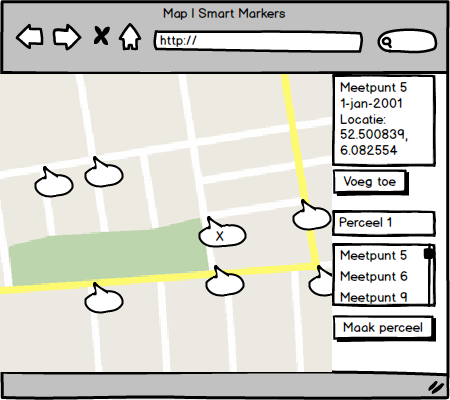 Map | Smart Markers
http://
Meetpunt 5
1-jan-2001
Locatie:
52.500839,
6.082554
Voeg toe
X
Perceel 1
Meetpunt 5
Meetpunt 6
Meetpunt 9
Maak perceel